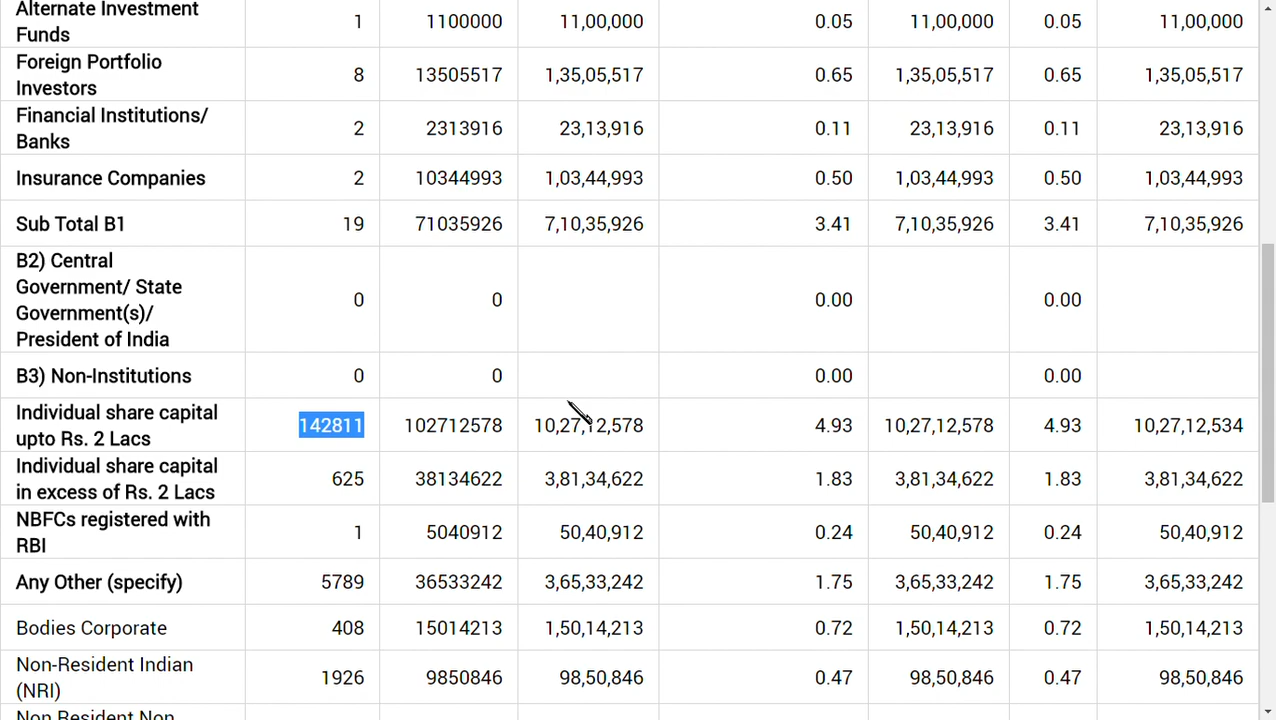 Alternate Investment
Funds 1 1100000 11,00,000 0.05 11,00,000 0.05 11,00,000
Foreign Portfolio
Investors 8 13505517 1,35,05,517 0.65 1,35,05,517 0.65 1,35,05,517
Financial Institutions/
Banks 2 2313916 23,13,916 0.11 23,13,916 0.11 23,13,916
Insurance Companies 2 10344993 1,03,44,993 0.50 1,03,44,993 0.50 1,03,44,993
Sub Total B1 19 71035926 7,10,35,926 3.41 7,10,35,926 3.41 7,10,35,926
B2) Central
Government/ State
Government(s)/
President of India 0 0 0.00 0.00
B3) Non-Institutions 0 0 0.00 0.00
Individual share capital
upto Rs. 2 Lacs 142811 102712578 10,27,12,578 4.93 10,27,12,578 4.93 10,27,12,534
Individual share capital
in excess of Rs. 2 Lacs 625 38134622 3,81,34,622 1.83 3,81,34,622 1.83 3,81,34,622
NBFCs registered with
RBI 1 5040912 50,40,912 0.24 50,40,912 0.24 50,40,912
Any Other (specify) 5789 36533242 3,65,33,242 1.75 3,65,33,242 1.75 3,65,33,242
Bodies Corporate 408 15014213 1,50,14,213 0.72 1,50,14,213 0.72 1,50,14,213
Non-Resident Indian
(NRI) 1926 9850846 98,50,846 0.47 98,50,846 0.47 98,50,846
Non Resident Non